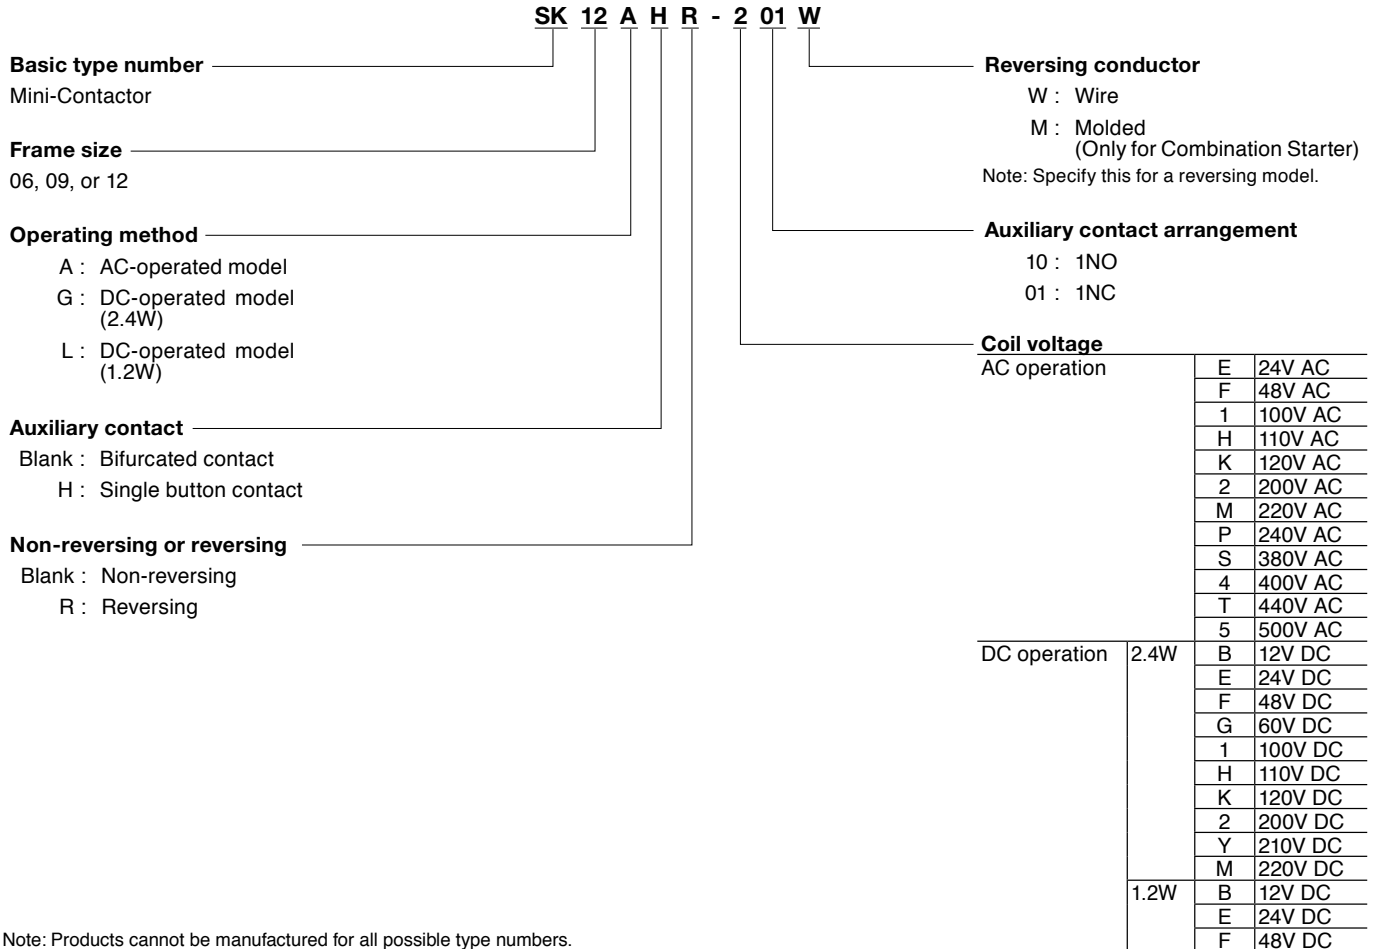 SK 12 A H R - 2 01 W
Basic type number
Mini-Contactor
Frame size
06, 09, or 12
Operating method
A : AC-operated model
G : DC-operated model
(2.4W)
L : DC-operated model
(1.2W)
Auxiliary contact
Blank : Bifurcated contact
H : Single button contact
Non-reversing or reversing
Blank : Non-reversing
R : Reversing
Reversing conductor
W : Wire
M : Molded
(Only for Combination Starter)
Note: Specify this for a reversing model.
Auxiliary contact arrangement
10 : 1NO
01 : 1NC
Coil voltage
AC operation E 24V AC
F 48V AC
1 100V AC
H 110V AC
K 120V AC
2 200V AC
M 220V AC
P 240V AC
S 380V AC
4 400V AC
T 440V AC
5 500V AC
DC operation 2.4W B 12V DC
E 24V DC
F 48V DC
G 60V DC
1 100V DC
H 110V DC
K 120V DC
2 200V DC
Y 210V DC
M 220V DC
1.2W B 12V DC
E 24V DC
F 48V DC
Note: Products cannot be manufactured for all possible type numbers.